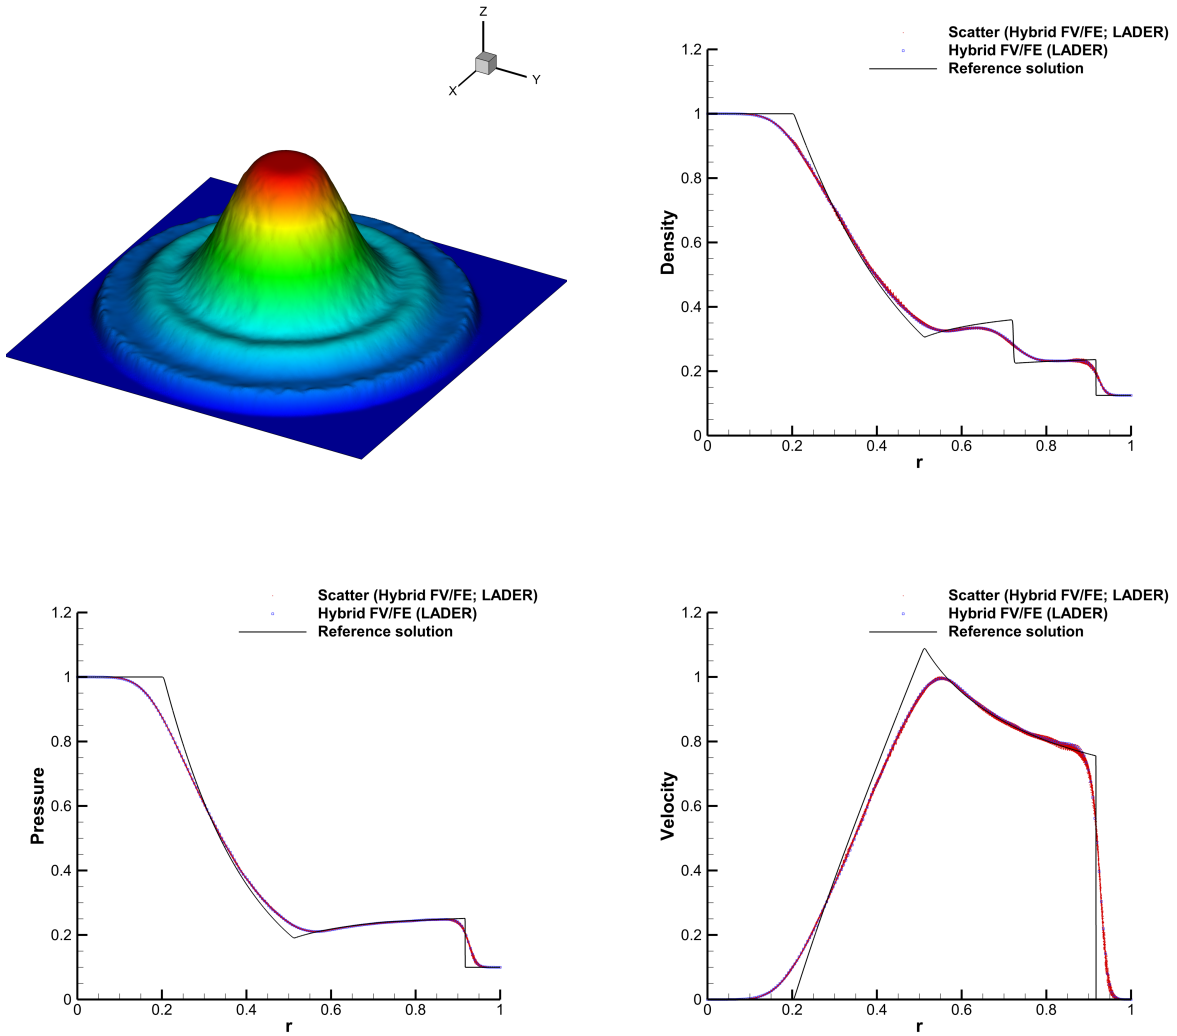 Z
X
Y
Scatter (Hybrid FV/FE; LADER)
Hybrid FV/FE (LADER)
Reference solution
1.2
1
0.8
0.6
0.4
0.2
0
Density
0 0.2 0.4 0.6 0.8 1
r
Scatter (Hybrid FV/FE; LADER)
Hybrid FV/FE (LADER)
Reference solution
1.2
1
0.8
0.6
0.4
0.2
0
Pressure
0 0.2 0.4 0.6 0.8 1
r
Scatter (Hybrid FV/FE; LADER)
Hybrid FV/FE (LADER)
Reference solution
1.2
1
0.8
0.6
0.4
0.2
0
Velocity
0 0.2 0.4 0.6 0.8 1
r